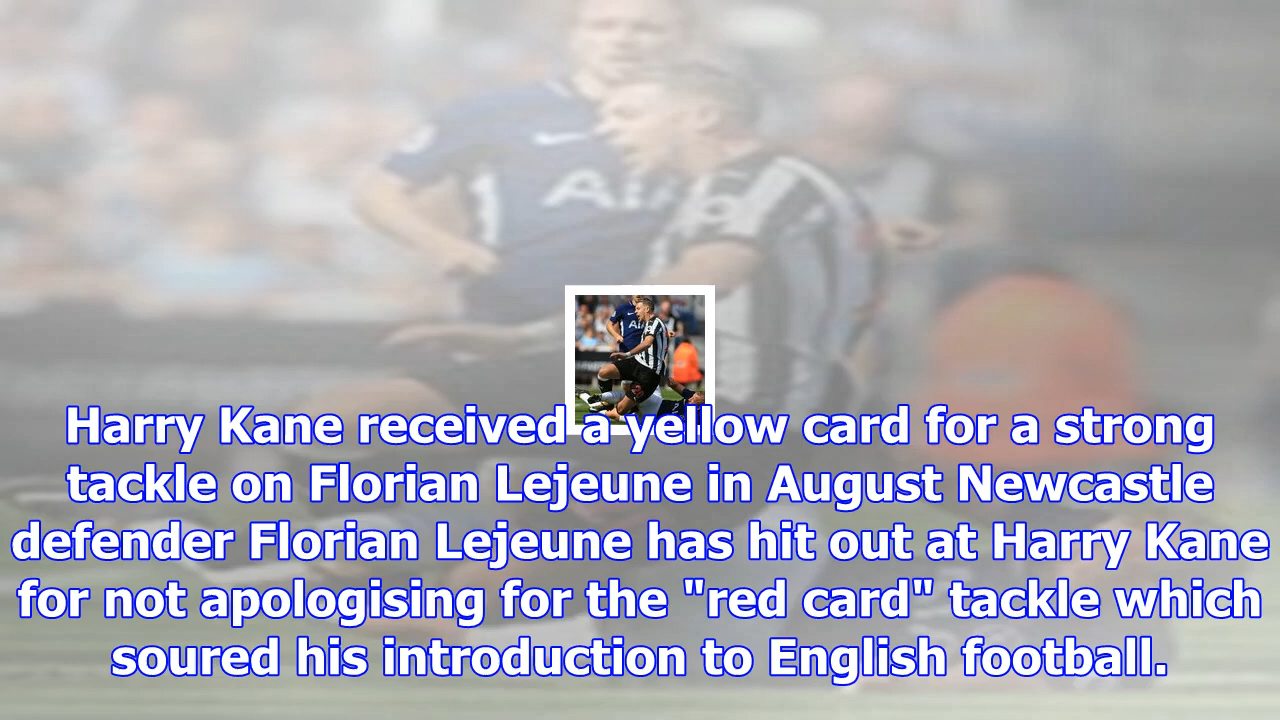 Harry Kane received a yellow card for a strong
tackle on Florian Lejeune in August Newcastle
defender Florian Lejeune has hit out at Harry Kane
for not apologising for the "red card" tackle which
soured his introduction to English football.